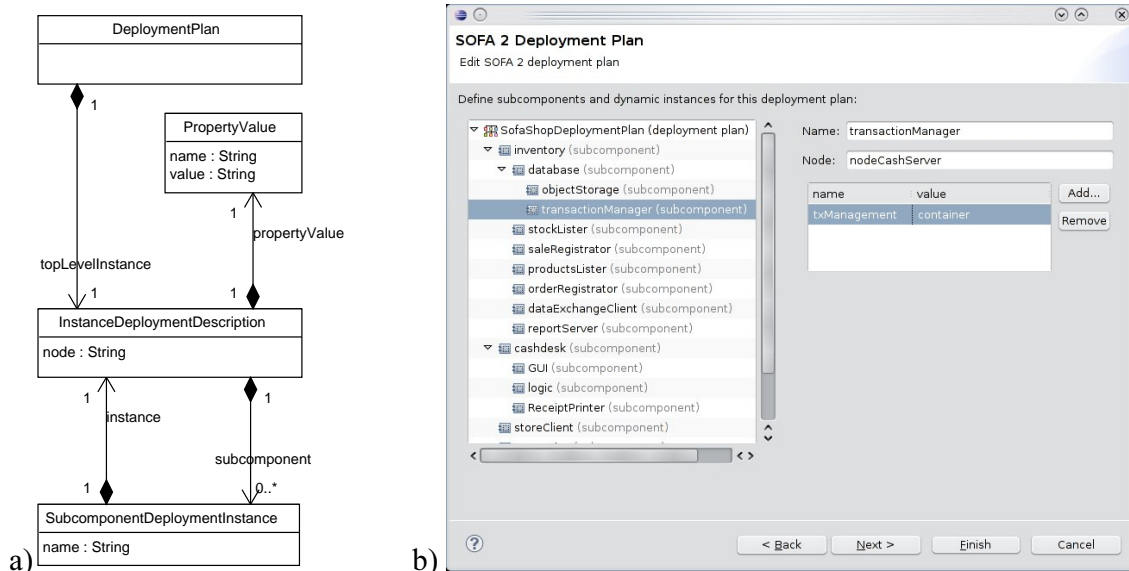 DeploymentPlan
1
PropertyValue
name : String
value : String
1
propertyValue
topLevelInstance
1
1
InstanceDeploymentDescription
node : String
1
1
instance
subcomponent
1
0..*
SubcomponentDeploymentInstance
name : String
a)
SOFA 2 Deployment Plan
Edit SOFA 2 deployment plan
Define subcomponents and dynamic instances for this deployment plan:
SofaShopDeploymentPlan (deployment plan)
inventory (subcomponent)
database (subcomponent)
objectStorage (subcomponent)
transactionManager (subcomponent)
stockLister (subcomponent)
saleRegistrator (subcomponent)
productsLister (subcomponent)
orderRegistrator (subcomponent)
dataExchangeClient (subcomponent)
reportServer (subcomponent)
cashdesk (subcomponent)
GUI (subcomponent)
logic (subcomponent)
ReceiptPrinter (subcomponent)
storeClient (subcomponent)
Name: transactionManager
Node: nodeCashServer
name value
txManagement container
Add...
Remove
? < Back Next > Finish Cancel
b)